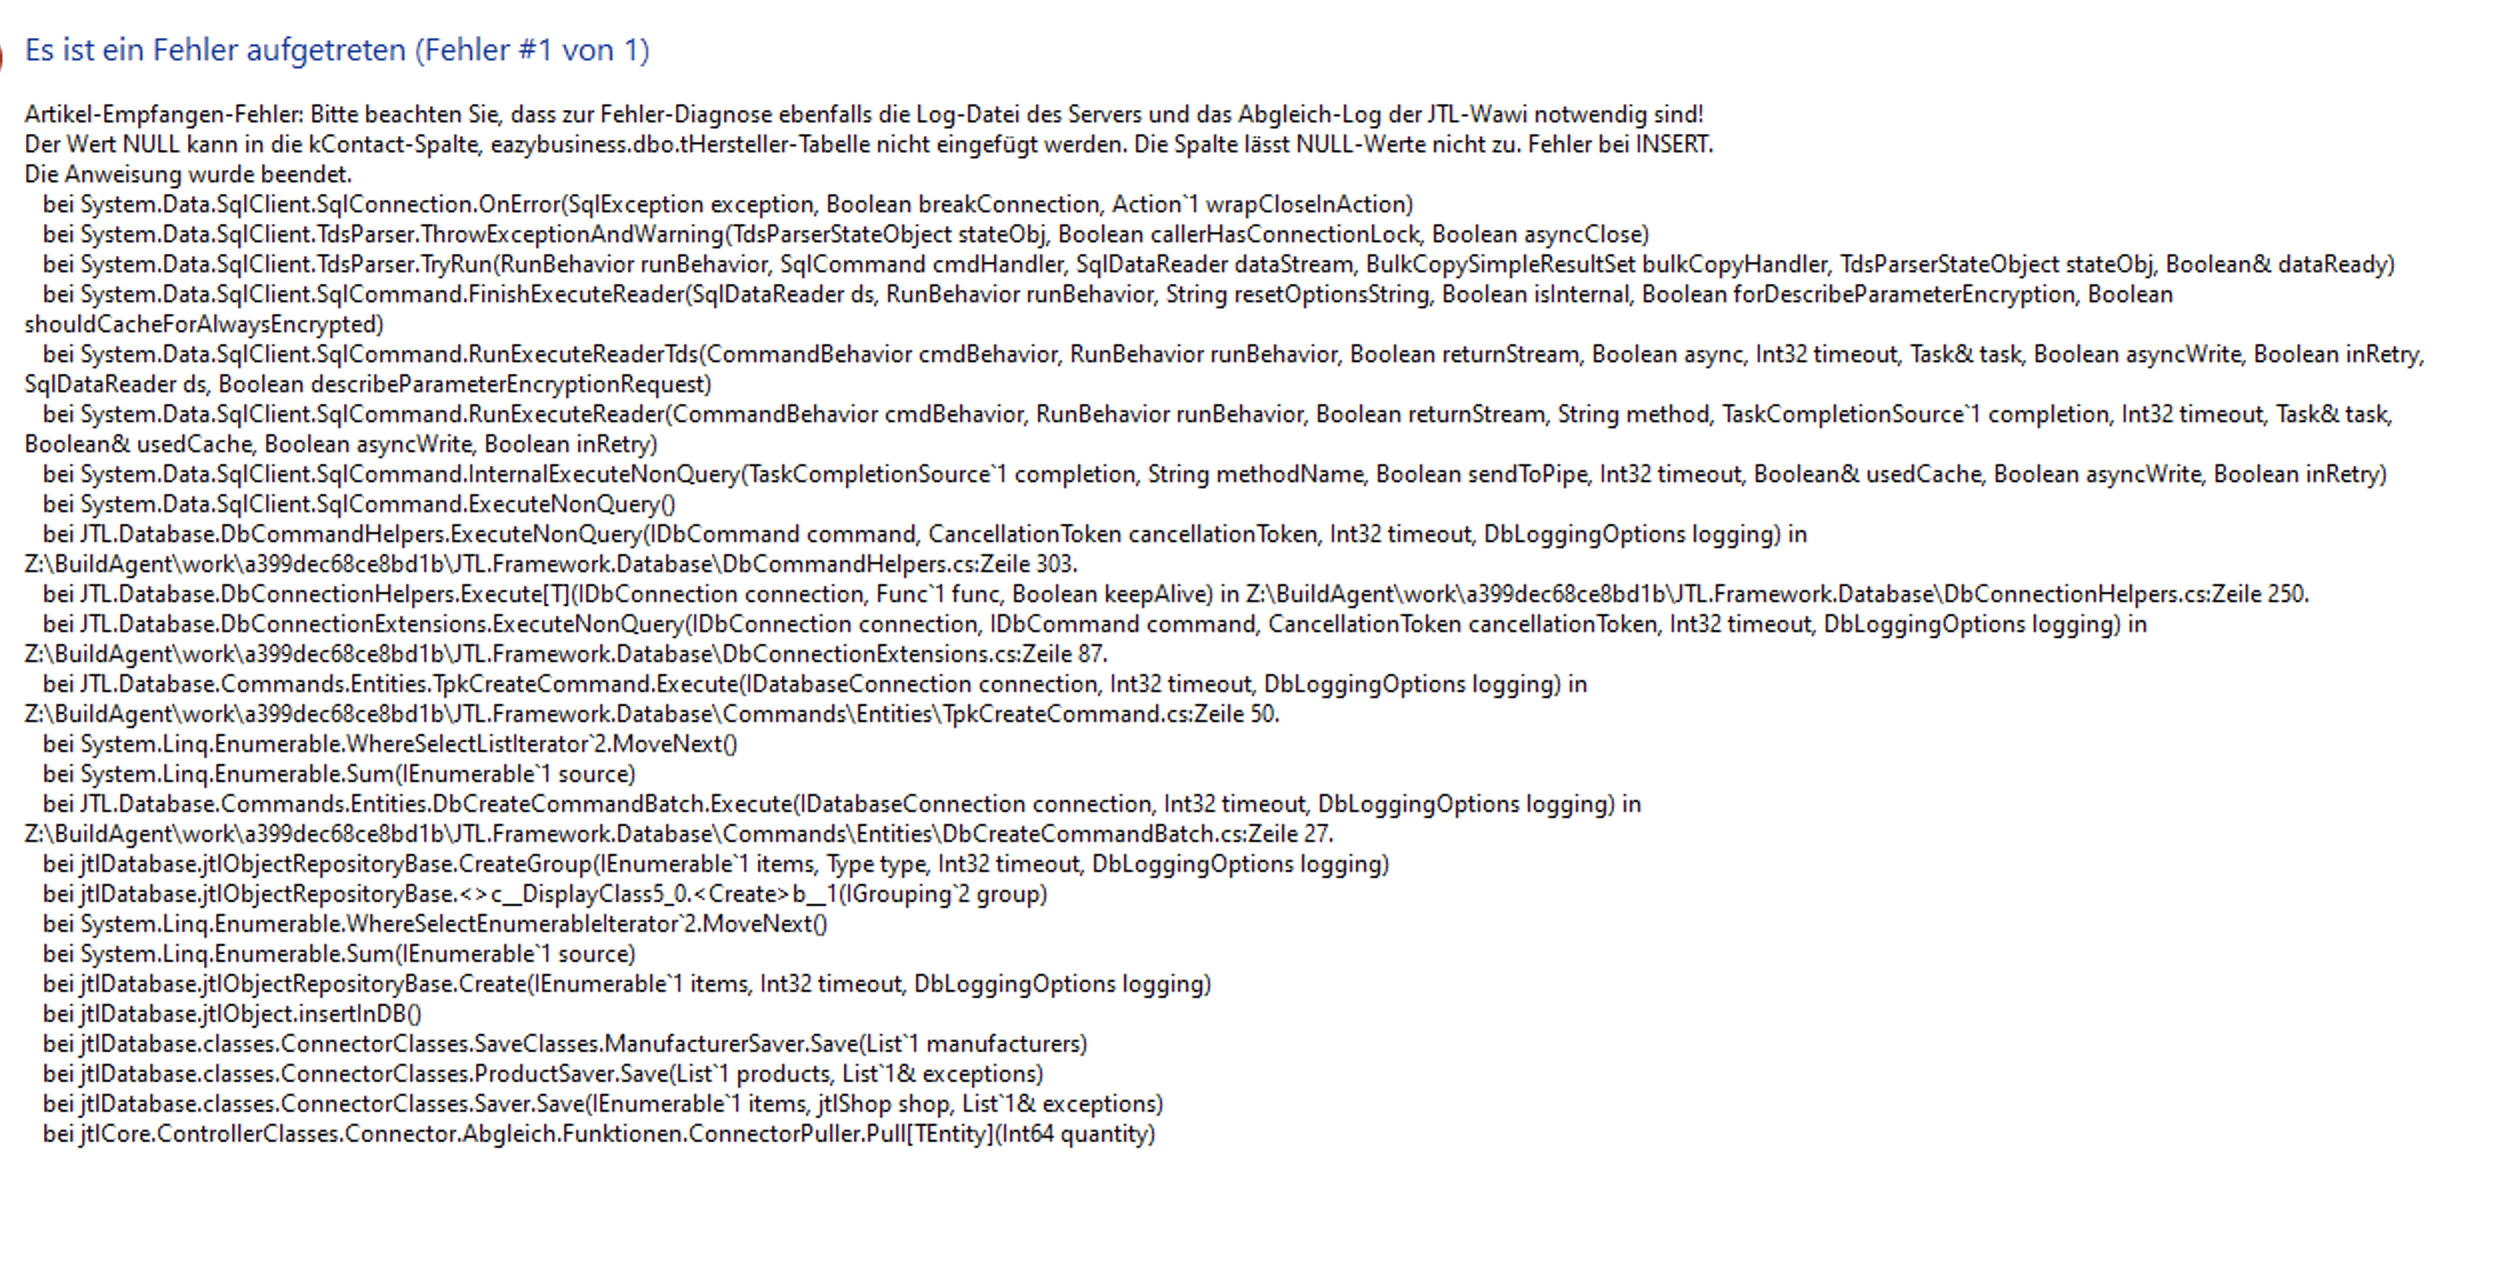 Es ist ein Fehler aufgetreten (Fehler #1 von 1)
Artikel-Empfangen-Fehler: Bitte beachten Sie, dass zur Fehler-Diagnose ebenfalls die Log-Datei des Servers und das Abgleich-Log der JTL-Wawi notwendig sind!
Der Wert NULL kann in die kContact-Spalte, eazybusiness.dbo.tHersteller-Tabelle nicht eingefügt werden. Die Spalte lässt NULL-Werte nicht zu. Fehler bei INSERT.
Die Anweisung wurde beendet.
bei System.Data.SqlClient.SqlConnection.OnError(SqlException exception, Boolean breakConnection, Action`1 wrapCloseInAction)
bei System.Data.SqlClient.TdsParser.ThrowExceptionAndWarning(TdsParserStateObject stateObj, Boolean callerHasConnectionLock, Boolean asyncClose)
bei System.Data.SqlClient.TdsParser.TryRun(RunBehavior runBehavior, SqlCommand cmdHandler, SqlDataReader dataStream, BulkCopySimpleResultSet bulkCopyHandler, TdsParserStateObject stateObj, Boolean& dataReady)
bei System.Data.SqlClient.SqlCommand.FinishExecuteReader(SqlDataReader ds, RunBehavior runBehavior, String resetOptionsString, Boolean isInternal, Boolean forDescribeParameterEncryption, Boolean
shouldCacheForAlwaysEncrypted)
bei System.Data.SqlClient.SqlCommand.RunExecuteReaderTds(CommandBehavior cmdBehavior, RunBehavior runBehavior, Boolean returnStream, Boolean async, Int32 timeout, Task& task, Boolean asyncWrite, Boolean inRetry,
SqlDataReader ds, Boolean describeParameterEncryptionRequest)
bei System.Data.SqlClient.SqlCommand.RunExecuteReader(CommandBehavior cmdBehavior, RunBehavior runBehavior, Boolean returnStream, String method, TaskCompletionSource`1 completion, Int32 timeout, Task& task,
Boolean& usedCache, Boolean asyncWrite, Boolean inRetry)
bei System.Data.SqlClient.SqlCommand.InternalExecuteNonQuery(TaskCompletionSource`1 completion, String methodName, Boolean sendToPipe, Int32 timeout, Boolean& usedCache, Boolean asyncWrite, Boolean inRetry)
bei System.Data.SqlClient.SqlCommand.ExecuteNonQuery()
bei JTL.Database.DbCommandHelpers.ExecuteNonQuery(IDbCommand command, CancellationToken cancellationToken, Int32 timeout, DbLoggingOptions logging) in
Z:\BuildAgent\work\a399dec68ce8bd1b\JTL.Framework.Database\DbCommandHelpers.cs:Zeile 303.
bei JTL.Database.DbConnectionHelpers.Execute[T](IDbConnection connection, Func`1 func, Boolean keepAlive) in Z:\BuildAgent\work\a399dec68ce8bd1b\JTL.Framework.Database\DbConnectionHelpers.cs:Zeile 250.
bei JTL.Database.DbConnectionExtensions.ExecuteNonQuery(IDbConnection connection, IDbCommand command, CancellationToken cancellationToken, Int32 timeout, DbLoggingOptions logging) in
Z:\BuildAgent\work\a399dec68ce8bd1b\JTL.Framework.Database\DbConnectionExtensions.cs:Zeile 87.
bei JTL.Database.Commands.Entities.TpkCreateCommand.Execute(IDatabaseConnection connection, Int32 timeout, DbLoggingOptions logging) in
Z:\BuildAgent\work\a399dec68ce8bd1b\JTL.Framework.Database\Commands\Entities\TpkCreateCommand.cs:Zeile 50.
bei System.Linq.Enumerable.WhereSelectListIterator`2.MoveNext()
bei System.Linq.Enumerable.Sum(IEnumerable`1 source)
bei JTL.Database.Commands.Entities.DbCreateCommandBatch.Execute(IDatabaseConnection connection, Int32 timeout, DbLoggingOptions logging) in
Z:\BuildAgent\work\a399dec68ce8bd1b\JTL.Framework.Database\Commands\Entities\DbCreateCommandBatch.cs:Zeile 27.
bei jtlDatabase.jtlObjectRepositoryBase.CreateGroup(IEnumerable`1 items, Type type, Int32 timeout, DbLoggingOptions logging)
bei jtlDatabase.jtlObjectRepositoryBase.<>c__DisplayClass5_0.<Create>b__1(IGrouping`2 group)
bei System.Linq.Enumerable.WhereSelectEnumerableIterator`2.MoveNext()
bei System.Linq.Enumerable.Sum(IEnumerable`1 source)
bei jtlDatabase.jtlObjectRepositoryBase.Create(IEnumerable`1 items, Int32 timeout, DbLoggingOptions logging)
bei jtlDatabase.jtlObject.insertInDB()
bei jtlDatabase.classes.ConnectorClasses.SaveClasses.ManufacturerSaver.Save(List`1 manufacturers)
bei jtlDatabase.classes.ConnectorClasses.ProductSaver.Save(List`1 products, List`1& exceptions)
bei jtlDatabase.classes.ConnectorClasses.Saver.Save(IEnumerable`1 items, jtlShop shop, List`1& exceptions)
bei jtlCore.ControllerClasses.Connector.Abgleich.Funktionen.ConnectorPuller.Pull[TEntity](Int64 quantity)